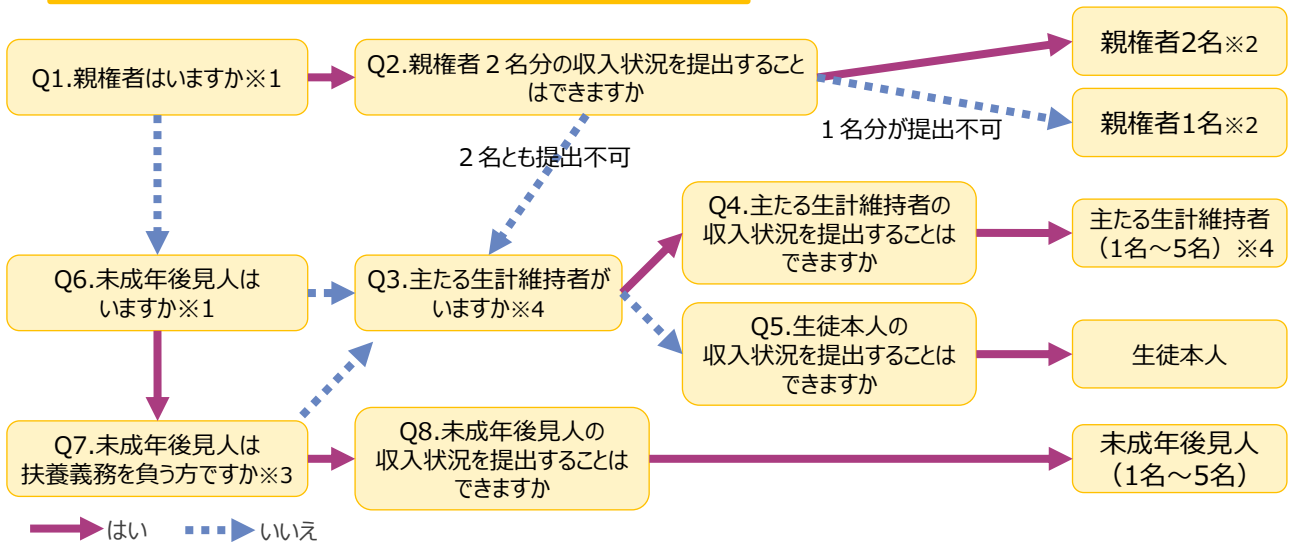 Q1.親権者はいますか※1
Q2.親権者２名分の収入状況を提出すること
はできますか
親権者2名※2
親権者1名※2
１名分が提出不可
２名とも提出不可
Q6.未成年後見人は
いますか※1
Q3.主たる生計維持者が
いますか※4
Q4.主たる生計維持者の
収入状況を提出することは
できますか
主たる生計維持者
（1名～5名）※4
Q5.生徒本人の
収入状況を提出することは
できますか
生徒本人
Q7.未成年後見人は
扶養義務を負う方ですか※3
Q8.未成年後見人の
収入状況を提出することは
できますか
未成年後見人
（1名～5名）
はい
いいえ